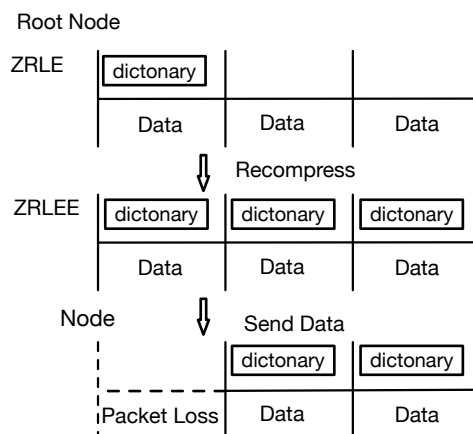 Root Node
ZRLE
dictonary
Data Data Data
Recompress
ZRLEE
dictonary dictonary dictonary
Data Data Data
Node
Send Data
dictonary dictonary
Packet Loss Data Data